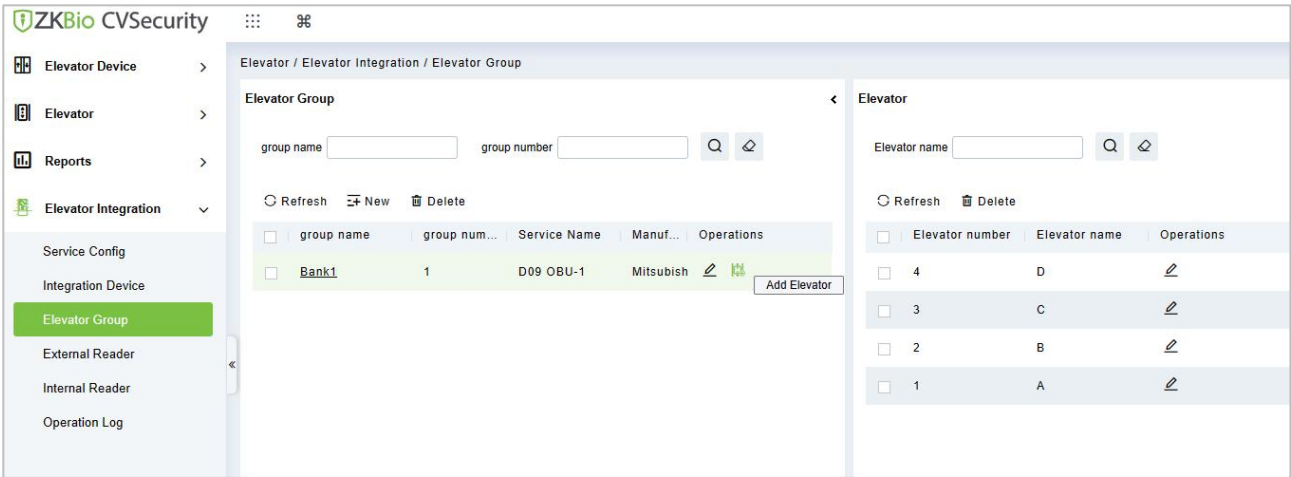 ZKBio CVSecurity
Elevator Device
Elevator
Reports
Elevator Integration
Service Config
Integration Device
Elevator Group
External Reader
Internal Reader
Operation Log
Elevator / Elevator Integration / Elevator Group
Elevator Group
group name
group number
Refresh New Delete
group name group num... Service Name Manuf... Operations
Bank1 1 D09 OBU-1 Mitsubish
Add Elevator
Elevator
Elevator name
Refresh Delete
Elevator number Elevator name Operations
4 D
3 C
2 B
1 A